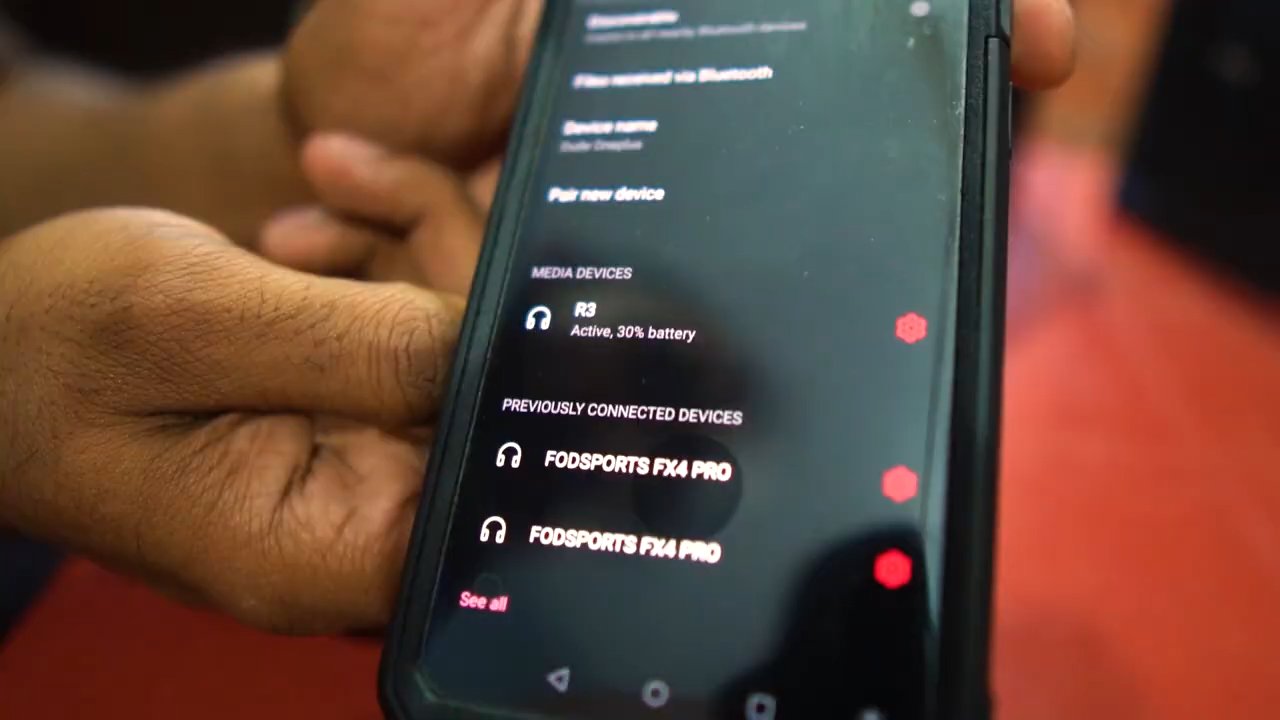 Discoverable
Files received via Bluetooth
Device name
Pair new device
MEDIA DEVICES
R3
Active, 30% battery
PREVIOUSLY CONNECTED DEVICES
FODSPORTS FX4 PRO
FODSPORTS FX4 PRO
See all